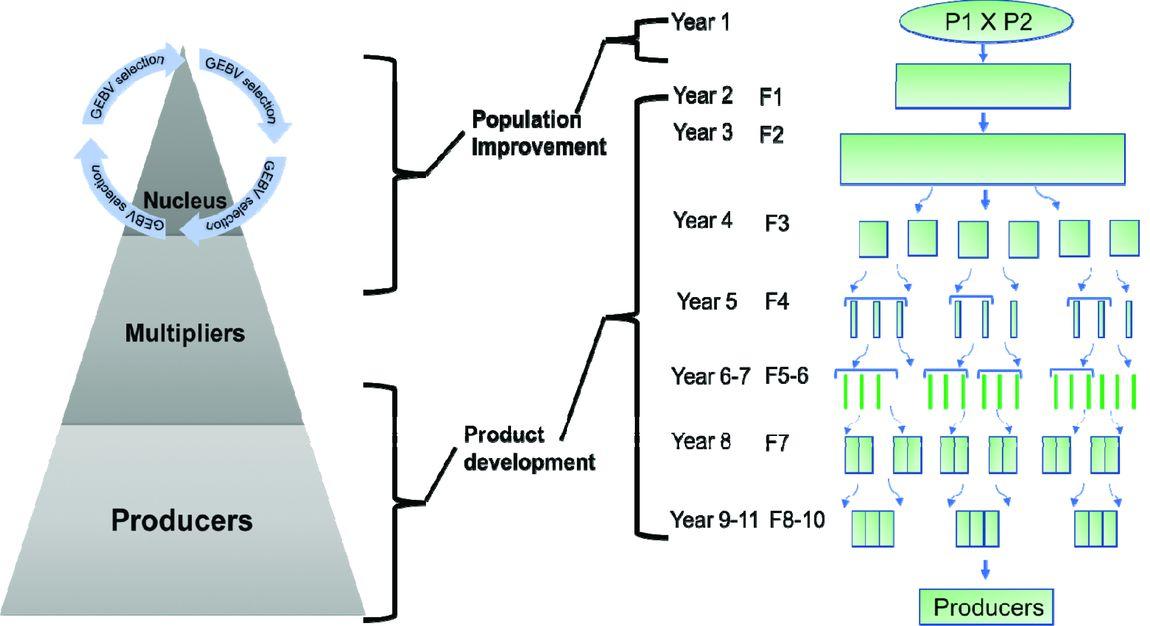 GEBV selection
GEBV selection
GEBV selection
GEBV selection
Nucleus
Multipliers
Producers
Population
Improvement
Product
development
Year 1
Year 2 F1
Year 3 F2
Year 4 F3
Year 5 F4
Year 6-7 F5-6
Year 8 F7
Year 9-11 F8-10
P1 X P2
Producers